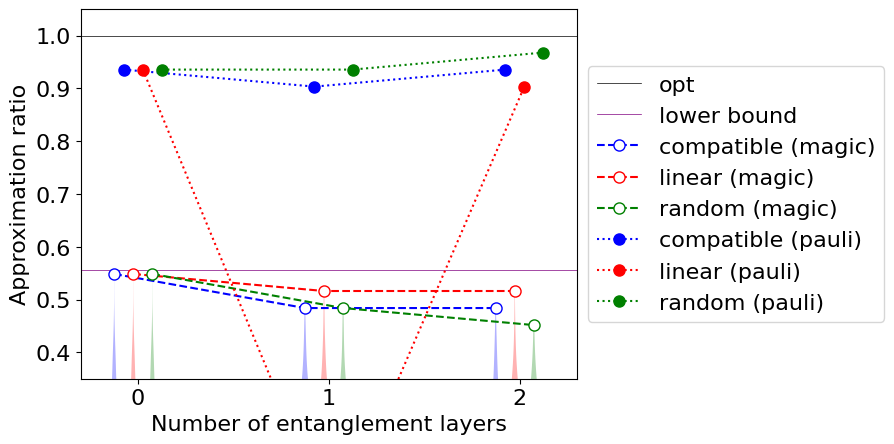 1.0
0.9
0.8
0.7
0.6
0.5
0.4
Approximation ratio
0 1 2
Number of entanglement layers
opt
lower bound
compatible (magic)
linear (magic)
random (magic)
compatible (pauli)
linear (pauli)
random (pauli)